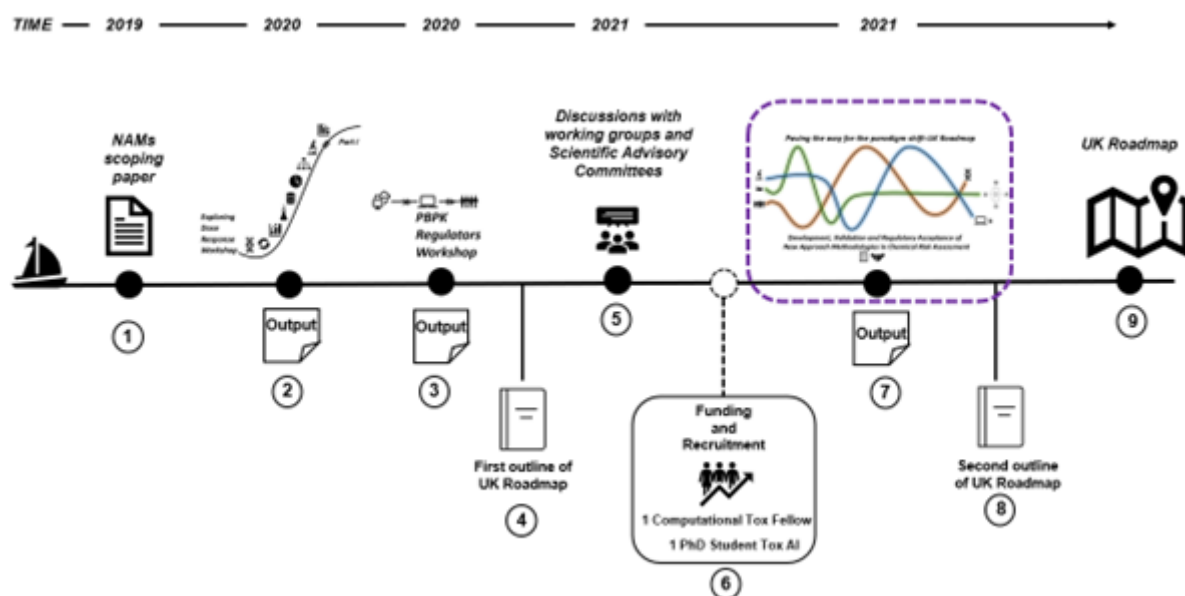 TIME
2019
2020
2020
2021
2021
NAMs
scoping
paper
Exploring
Dose
Response
Workshop
Part I
PBPK
Regulators
Workshop
Discussions with
working groups and
Scientific Advisory
Committees
Paving the way for the paradigm shift: UK Roadmap
Development, Validation and Regulatory Acceptance of
New Approach Methodologies in Chemical Risk Assessment
UK Roadmap
1
Output
2
Output
3
First outline of
UK Roadmap
4
5
Funding
and
Recruitment
1 Computational Tox Fellow
1 PhD Student Tox AI
6
Output
7
Second outline
of UK Roadmap
8
9